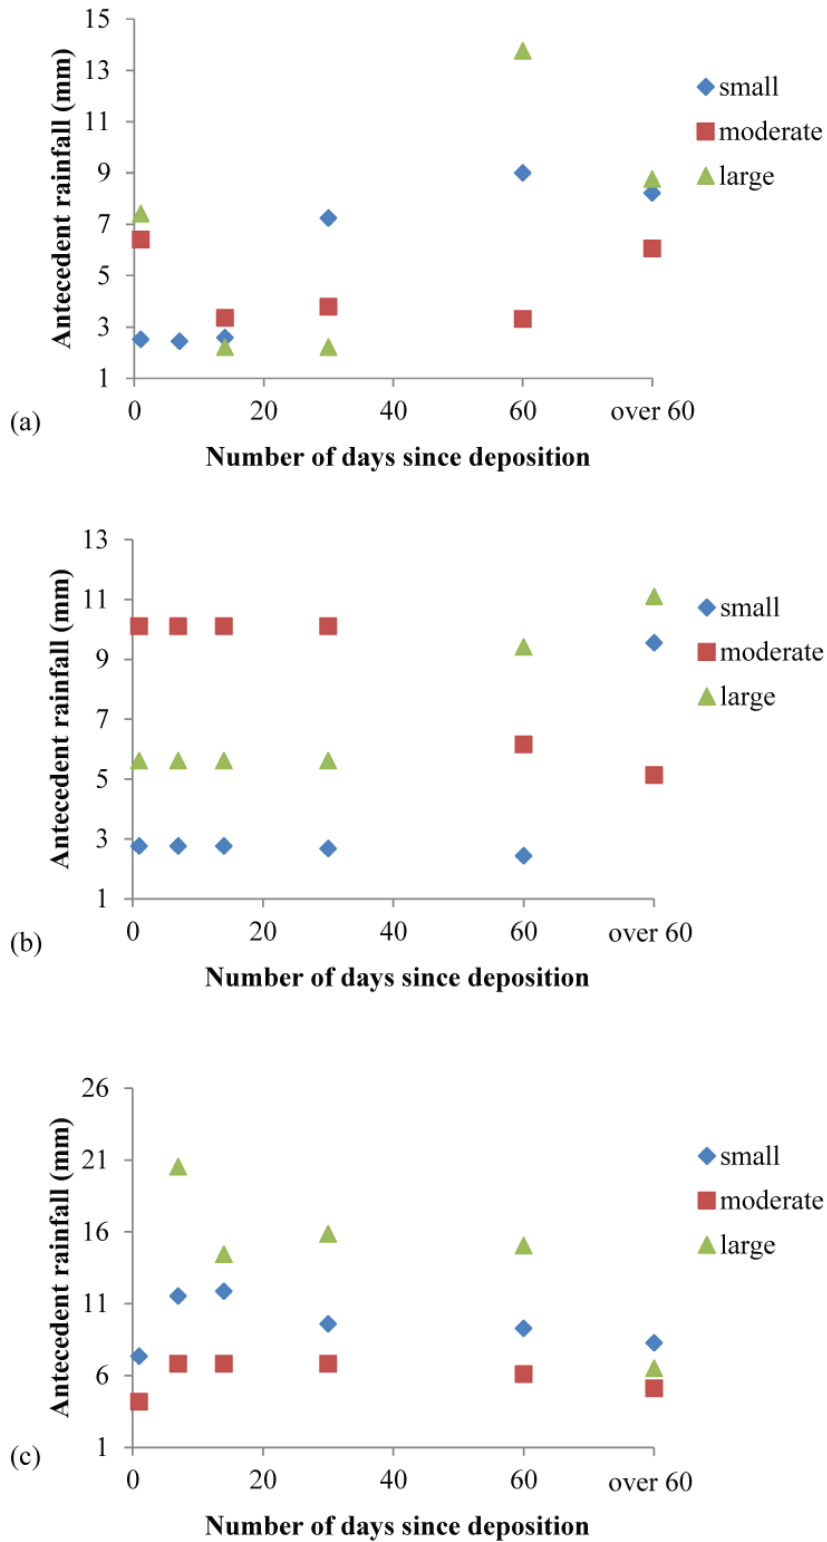 15
13
11
9
7
5
3
1
Antecedent rainfall (mm)
small
moderate
large
0 20 40 60 over 60
(a)
Number of days since deposition
13
11
9
7
5
3
1
Antecedent rainfall (mm)
small
moderate
large
0 20 40 60 over 60
(b)
Number of days since deposition
26
21
16
11
6
1
Antecedent rainfall (mm)
small
moderate
large
0 20 40 60 over 60
(c)
Number of days since deposition